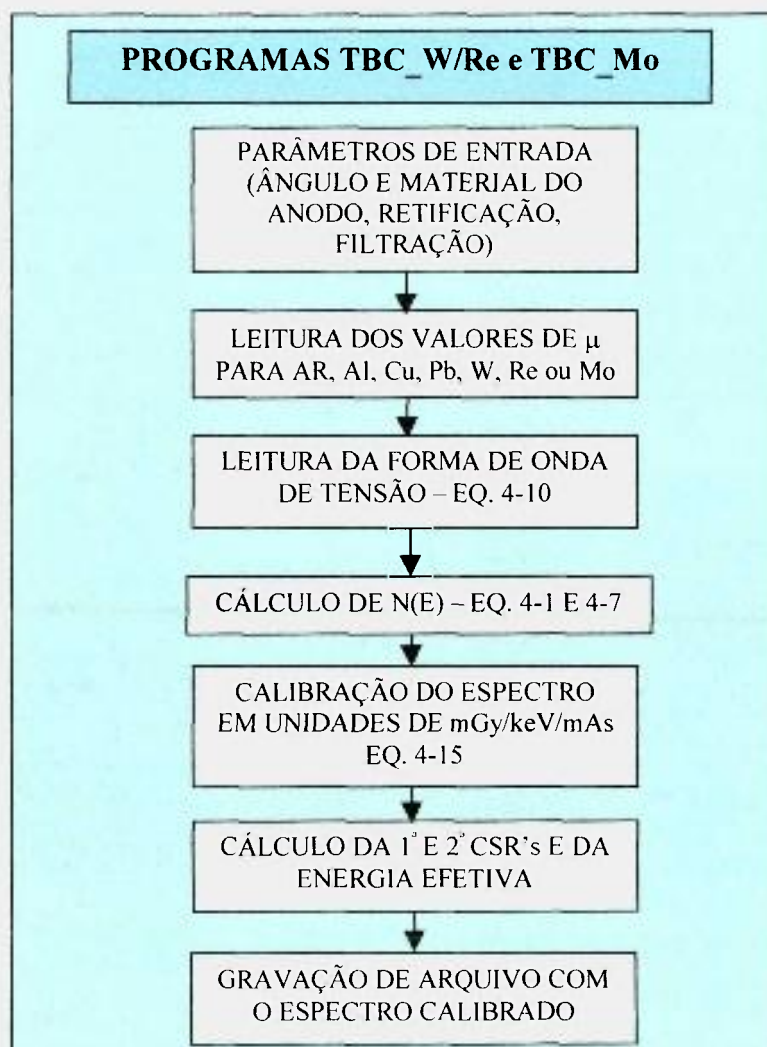 PROGRAMAS TBC_W/Re e TBC_Mo
PARÂMETROS DE ENTRADA
(ÂNGULO E MATERIAL DO
ANODO, RETIFICAÇÃO,
FILTRAÇÃO)
LEITURA DOS VALORES DE μ
PARA AR, Al, Cu, Pb, W, Re ou Mo
LEITURA DA FORMA DE ONDA
DE TENSÃO – EQ. 4-10
CÁLCULO DE N(E) – EQ. 4-1 E 4-7
CALIBRAÇÃO DO ESPECTRO
EM UNIDADES DE mGy/keV/mAs
EQ. 4-15
CÁLCULO DA 1ª E 2ª CSR's E DA
ENERGIA EFETIVA
GRAVAÇÃO DE ARQUIVO COM
O ESPECTRO CALIBRADO